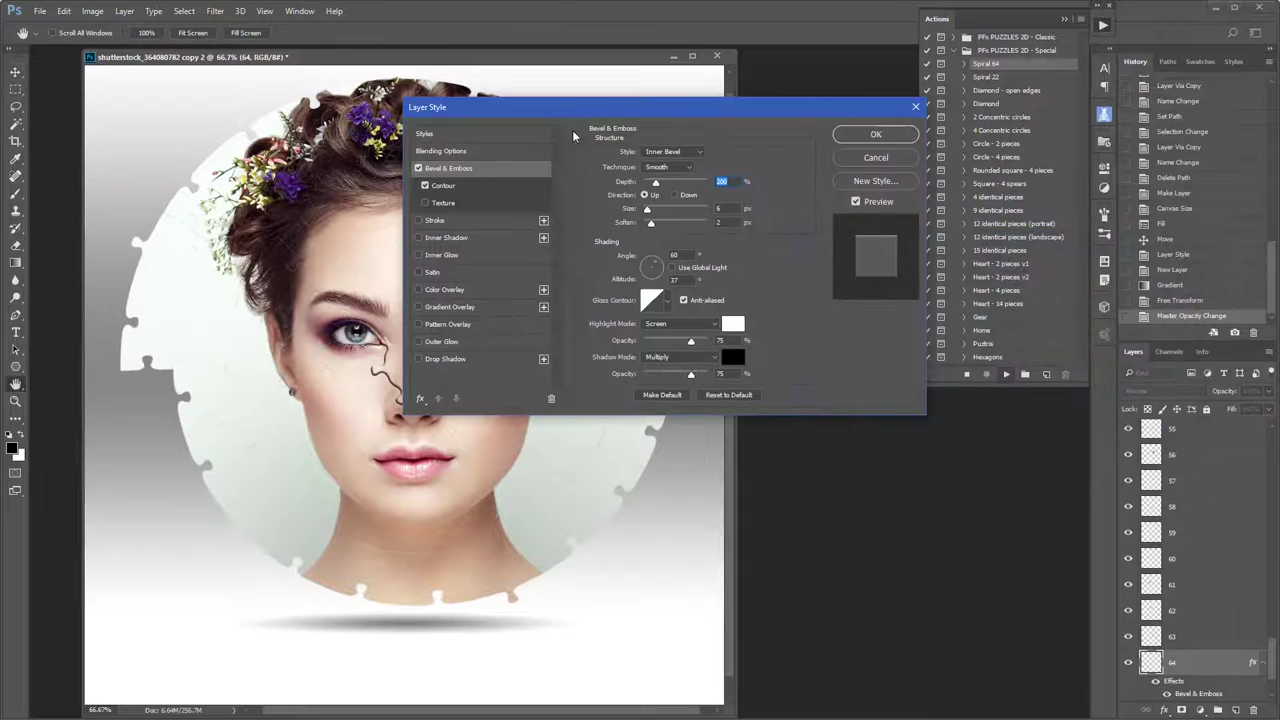 File Edit Image Layer Type Select Filter 3D View Window Help
Scroll All Windows 100% Fit Screen Fill Screen
shutterstock_364080782 copy 2 @ 66.7% (64, RGB/8#) *
Layer Style
Styles
Blending Options
Bevel & Emboss
Contour
Texture
Stroke
Inner Shadow
Inner Glow
Satin
Color Overlay
Gradient Overlay
Pattern Overlay
Outer Glow
Drop Shadow
fx
Bevel & Emboss
Structure
Style: Inner Bevel
Technique: Smooth
Depth: 200 %
Direction: Up Down
Size: 6 px
Soften: 2 px
Shading
Angle: 60 °
Use Global Light
Altitude: 37 °
Gloss Contour: Anti-aliased
Highlight Mode: Screen
Opacity: 75 %
Shadow Mode: Multiply
Opacity: 75 %
Make Default Reset to Default
OK
Cancel
New Style...
Preview
Actions
PFx PUZZLES 2D - Classic
PFx PUZZLES 2D - Special
Spiral 64
Spiral 22
Diamond - open edges
Diamond
2 Concentric circles
4 Concentric circles
Circle - 2 pieces
Circle - 4 pieces
Rounded square - 4 pieces
Square - 4 spears
4 identical pieces
9 identical pieces
12 identical pieces (portrait)
12 identical pieces (landscape)
15 identical pieces
Heart - 2 pieces v1
Heart - 2 pieces v2
Heart - 4 pieces
Heart - 14 pieces
Gear
Home
Puztris
Hexagons
History Paths Swatches Styles
Layer Via Copy
Name Change
Set Path
Selection Change
Layer Via Copy
Name Change
Delete Path
Make Layer
Canvas Size
Fill
Move
Layer Style
New Layer
Gradient
Free Transform
Master Opacity Change
Layers Channels Info
Kind
Normal Opacity:
Lock: Fill:
55
56
57
58
59
60
61
62
63
64 fx
Effects
Bevel & Emboss
66.67% Doc: 6.64M/256.7M